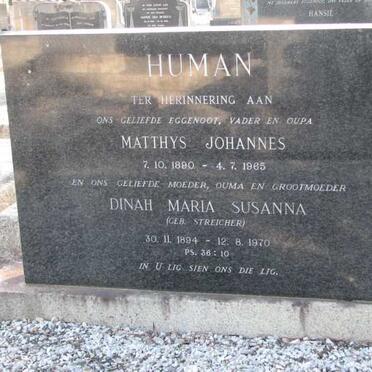 HANSIE
HUMAN
TER HERINNERING AAN
ONS GELIEFDE EGGENOOT, VADER EN OUPA
MATTHYS JOHANNES
7. 10. 1890 - 4. 7. 1965
EN ONS GELIEFDE MOEDER, OUMA EN GROOTMOEDER
DINAH MARIA SUSANNA
(GEB. STREICHER)
30. 11. 1894 - 12. 8. 1970
PS. 36 : 10
IN U LIG SIEN ONS DIE LIG.